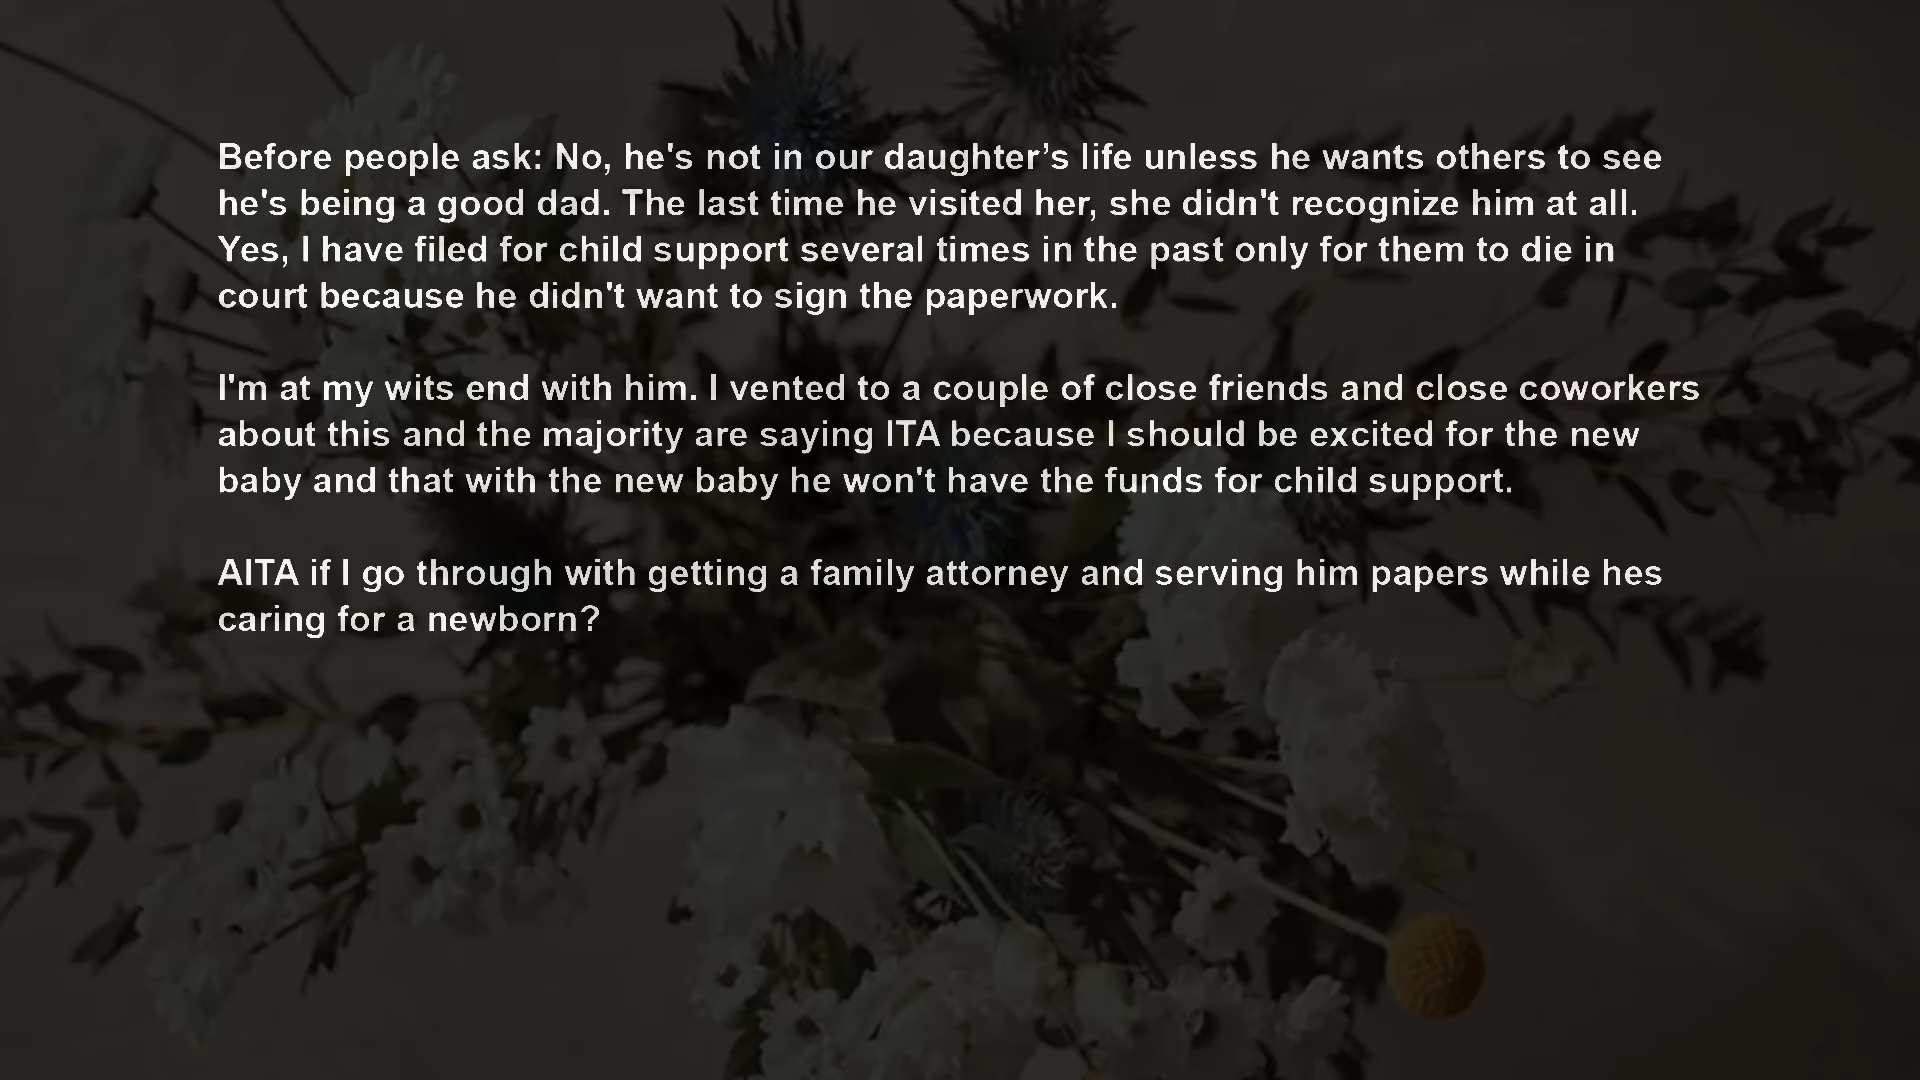 Before people ask: No, he's not in our daughter’s life unless he wants others to see
he's being a good dad. The last time he visited her, she didn't recognize him at all.
Yes, I have filed for child support several times in the past only for them to die in
court because he didn't want to sign the paperwork.
I'm at my wits end with him. I vented to a couple of close friends and close coworkers
about this and the majority are saying ITA because I should be excited for the new
baby and that with the new baby he won't have the funds for child support.
AITA if I go through with getting a family attorney and serving him papers while hes
caring for a newborn?